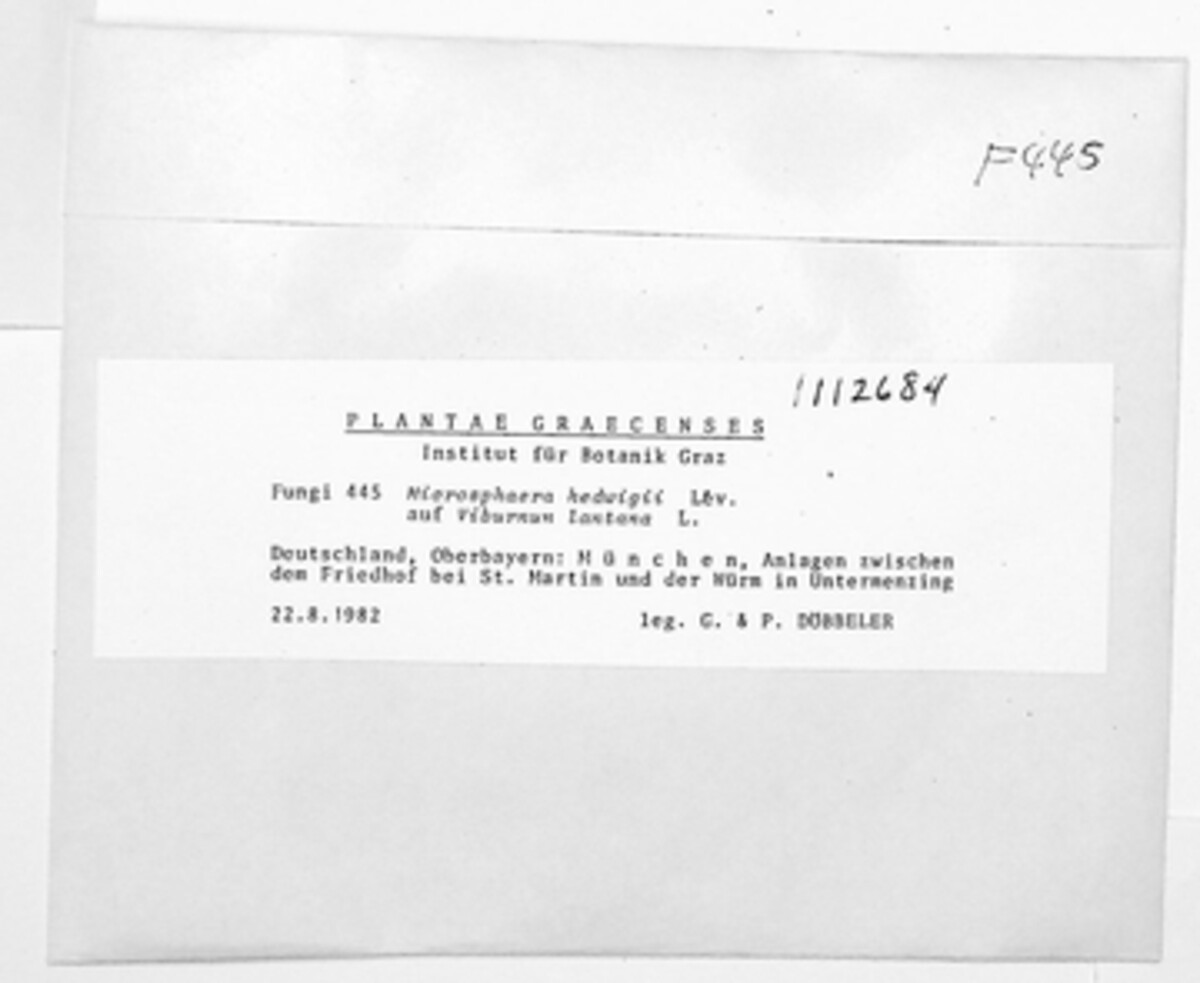 F445
1112684
PLANTAE GRAECENSES
Institut für Botanik Graz
Fungi 445 Microsphaera hedwigii Lév.
auf Viburnum lantana L.
Deutschland, Oberbayern: M ü n c h e n, Anlagen zwischen
dem Friedhof bei St. Martin und der Würm in Untermenzing
22.8.1982 leg. G. & P. DÖBBELER